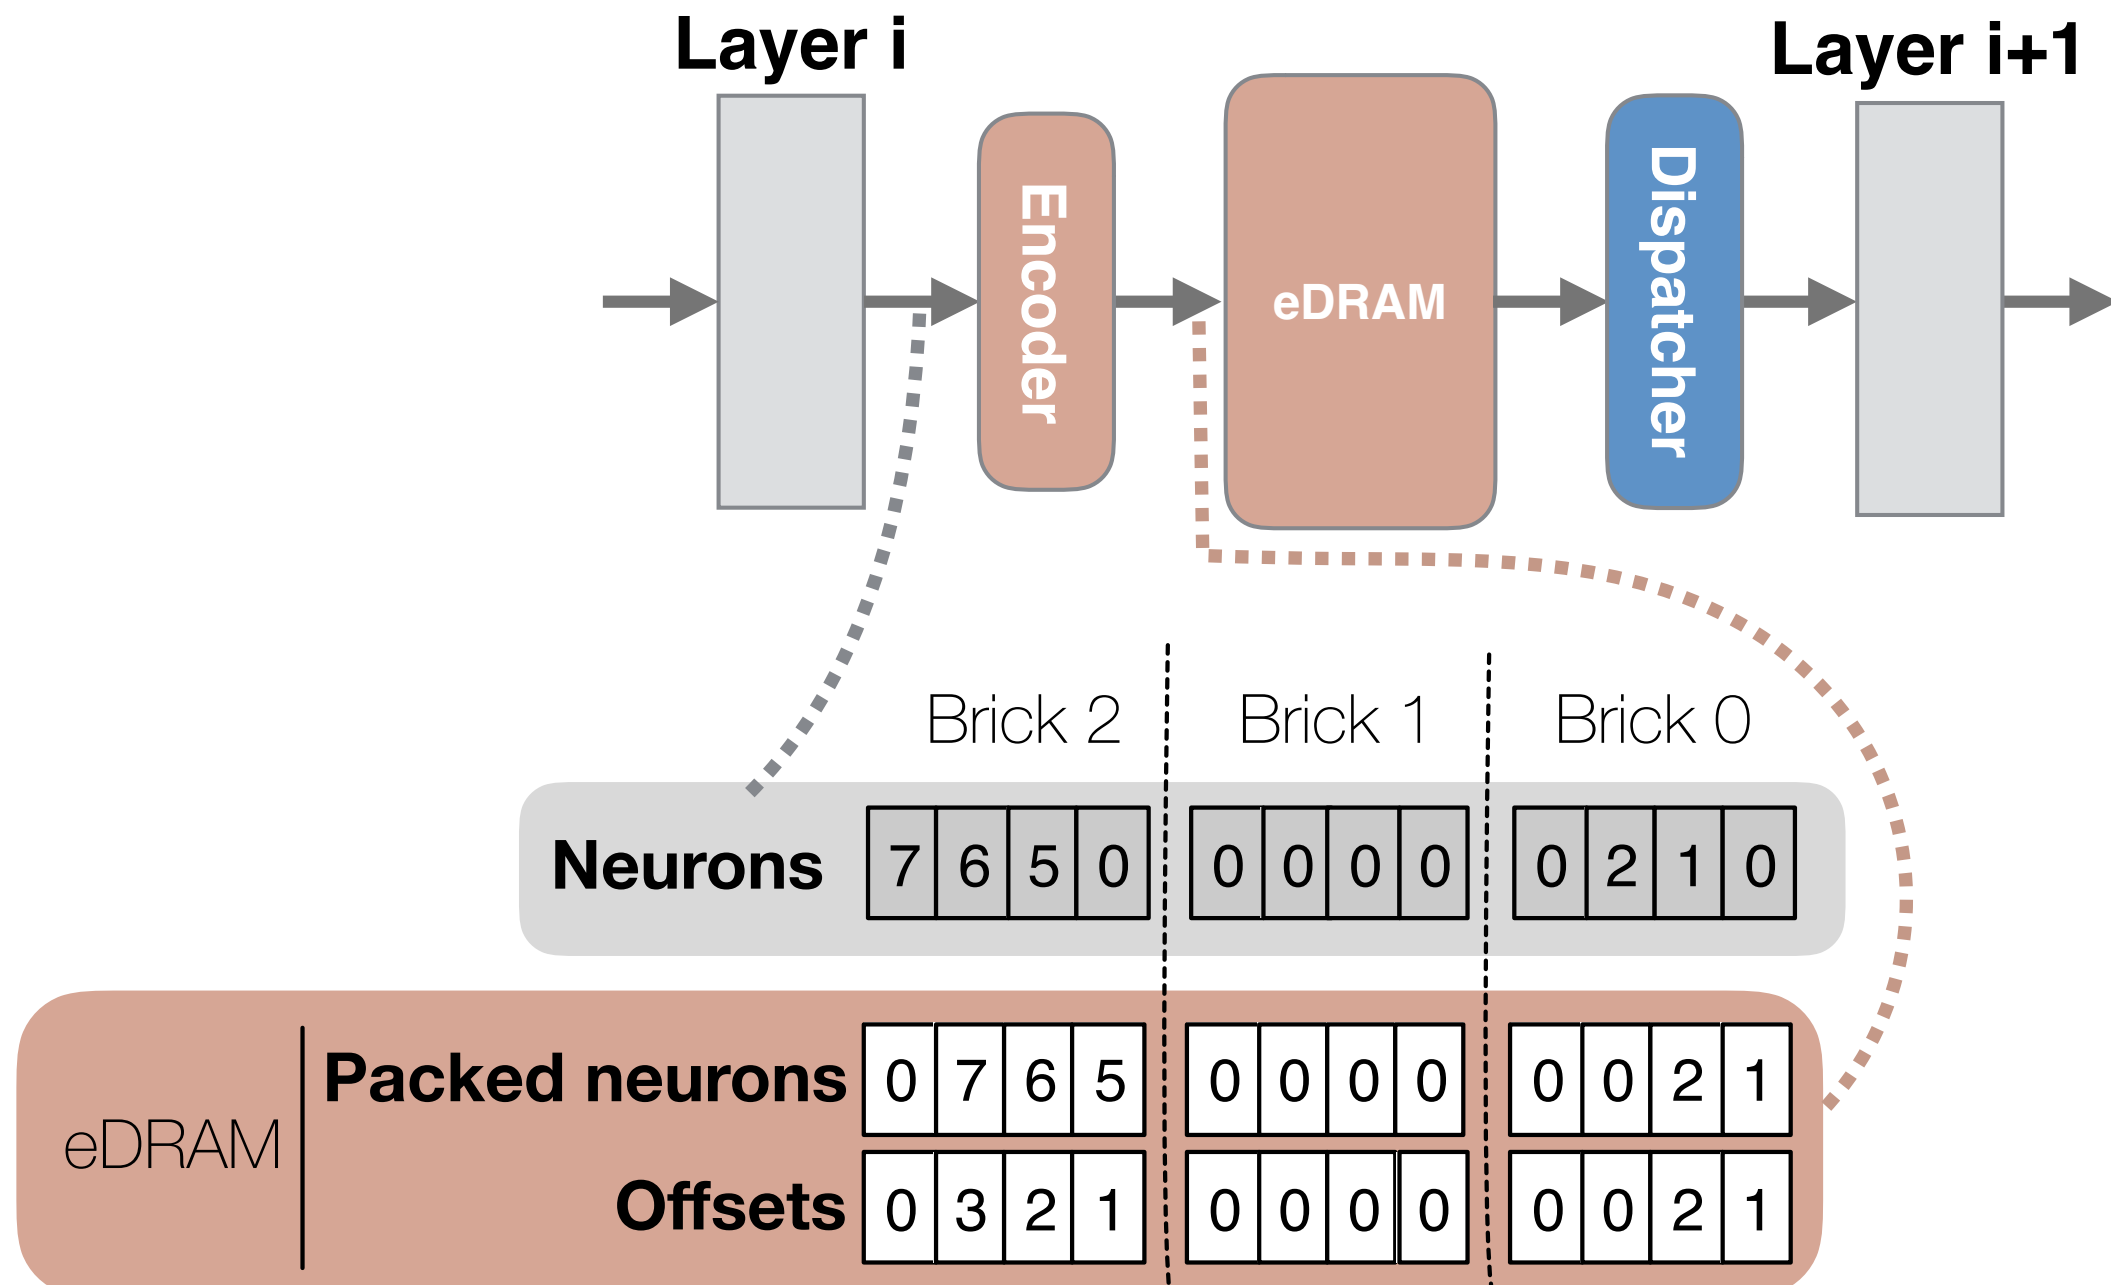 Layer i
Layer i+1
Encoder
eDRAM
Dispatcher
Brick 2 Brick 1 Brick 0
Neurons 7 6 5 0 0 0 0 0 0 2 1 0
Packed neurons 0 7 6 5 0 0 0 0 0 0 2 1
eDRAM
Offsets 0 3 2 1 0 0 0 0 0 0 2 1